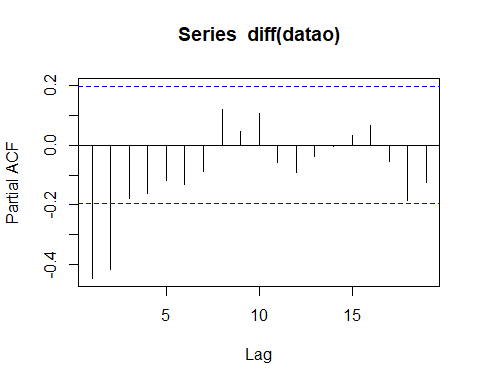 Series diff(datao)
Partial ACF
0.2
0.0
-0.2
-0.4
5 10 15
Lag